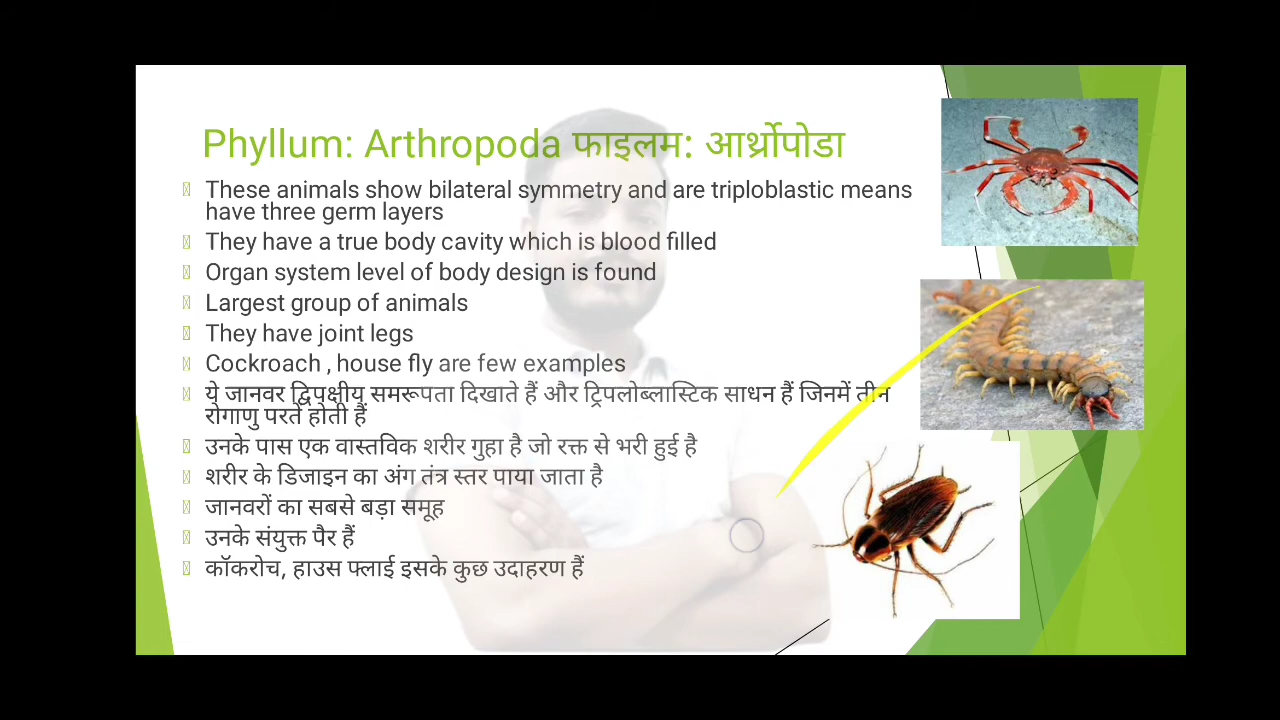 Phyllum: Arthropoda फाइलम: आर्थ्रोपोडा
These animals show bilateral symmetry and are triploblastic means
have three germ layers
They have a true body cavity which is blood filled
Organ system level of body design is found
Largest group of animals
They have joint legs
Cockroach , house fly are few examples
ये जानवर द्विपक्षीय समरूपता दिखाते हैं और ट्रिपलोब्लास्टिक साधन हैं जिनमें तीन
रोगाणु परतें होती हैं
उनके पास एक वास्तविक शरीर गुहा है जो रक्त से भरी हुई है
शरीर के डिजाइन का अंग तंत्र स्तर पाया जाता है
जानवरों का सबसे बड़ा समूह
उनके संयुक्त पैर हैं
कॉकरोच, हाउस फ्लाई इसके कुछ उदाहरण हैं